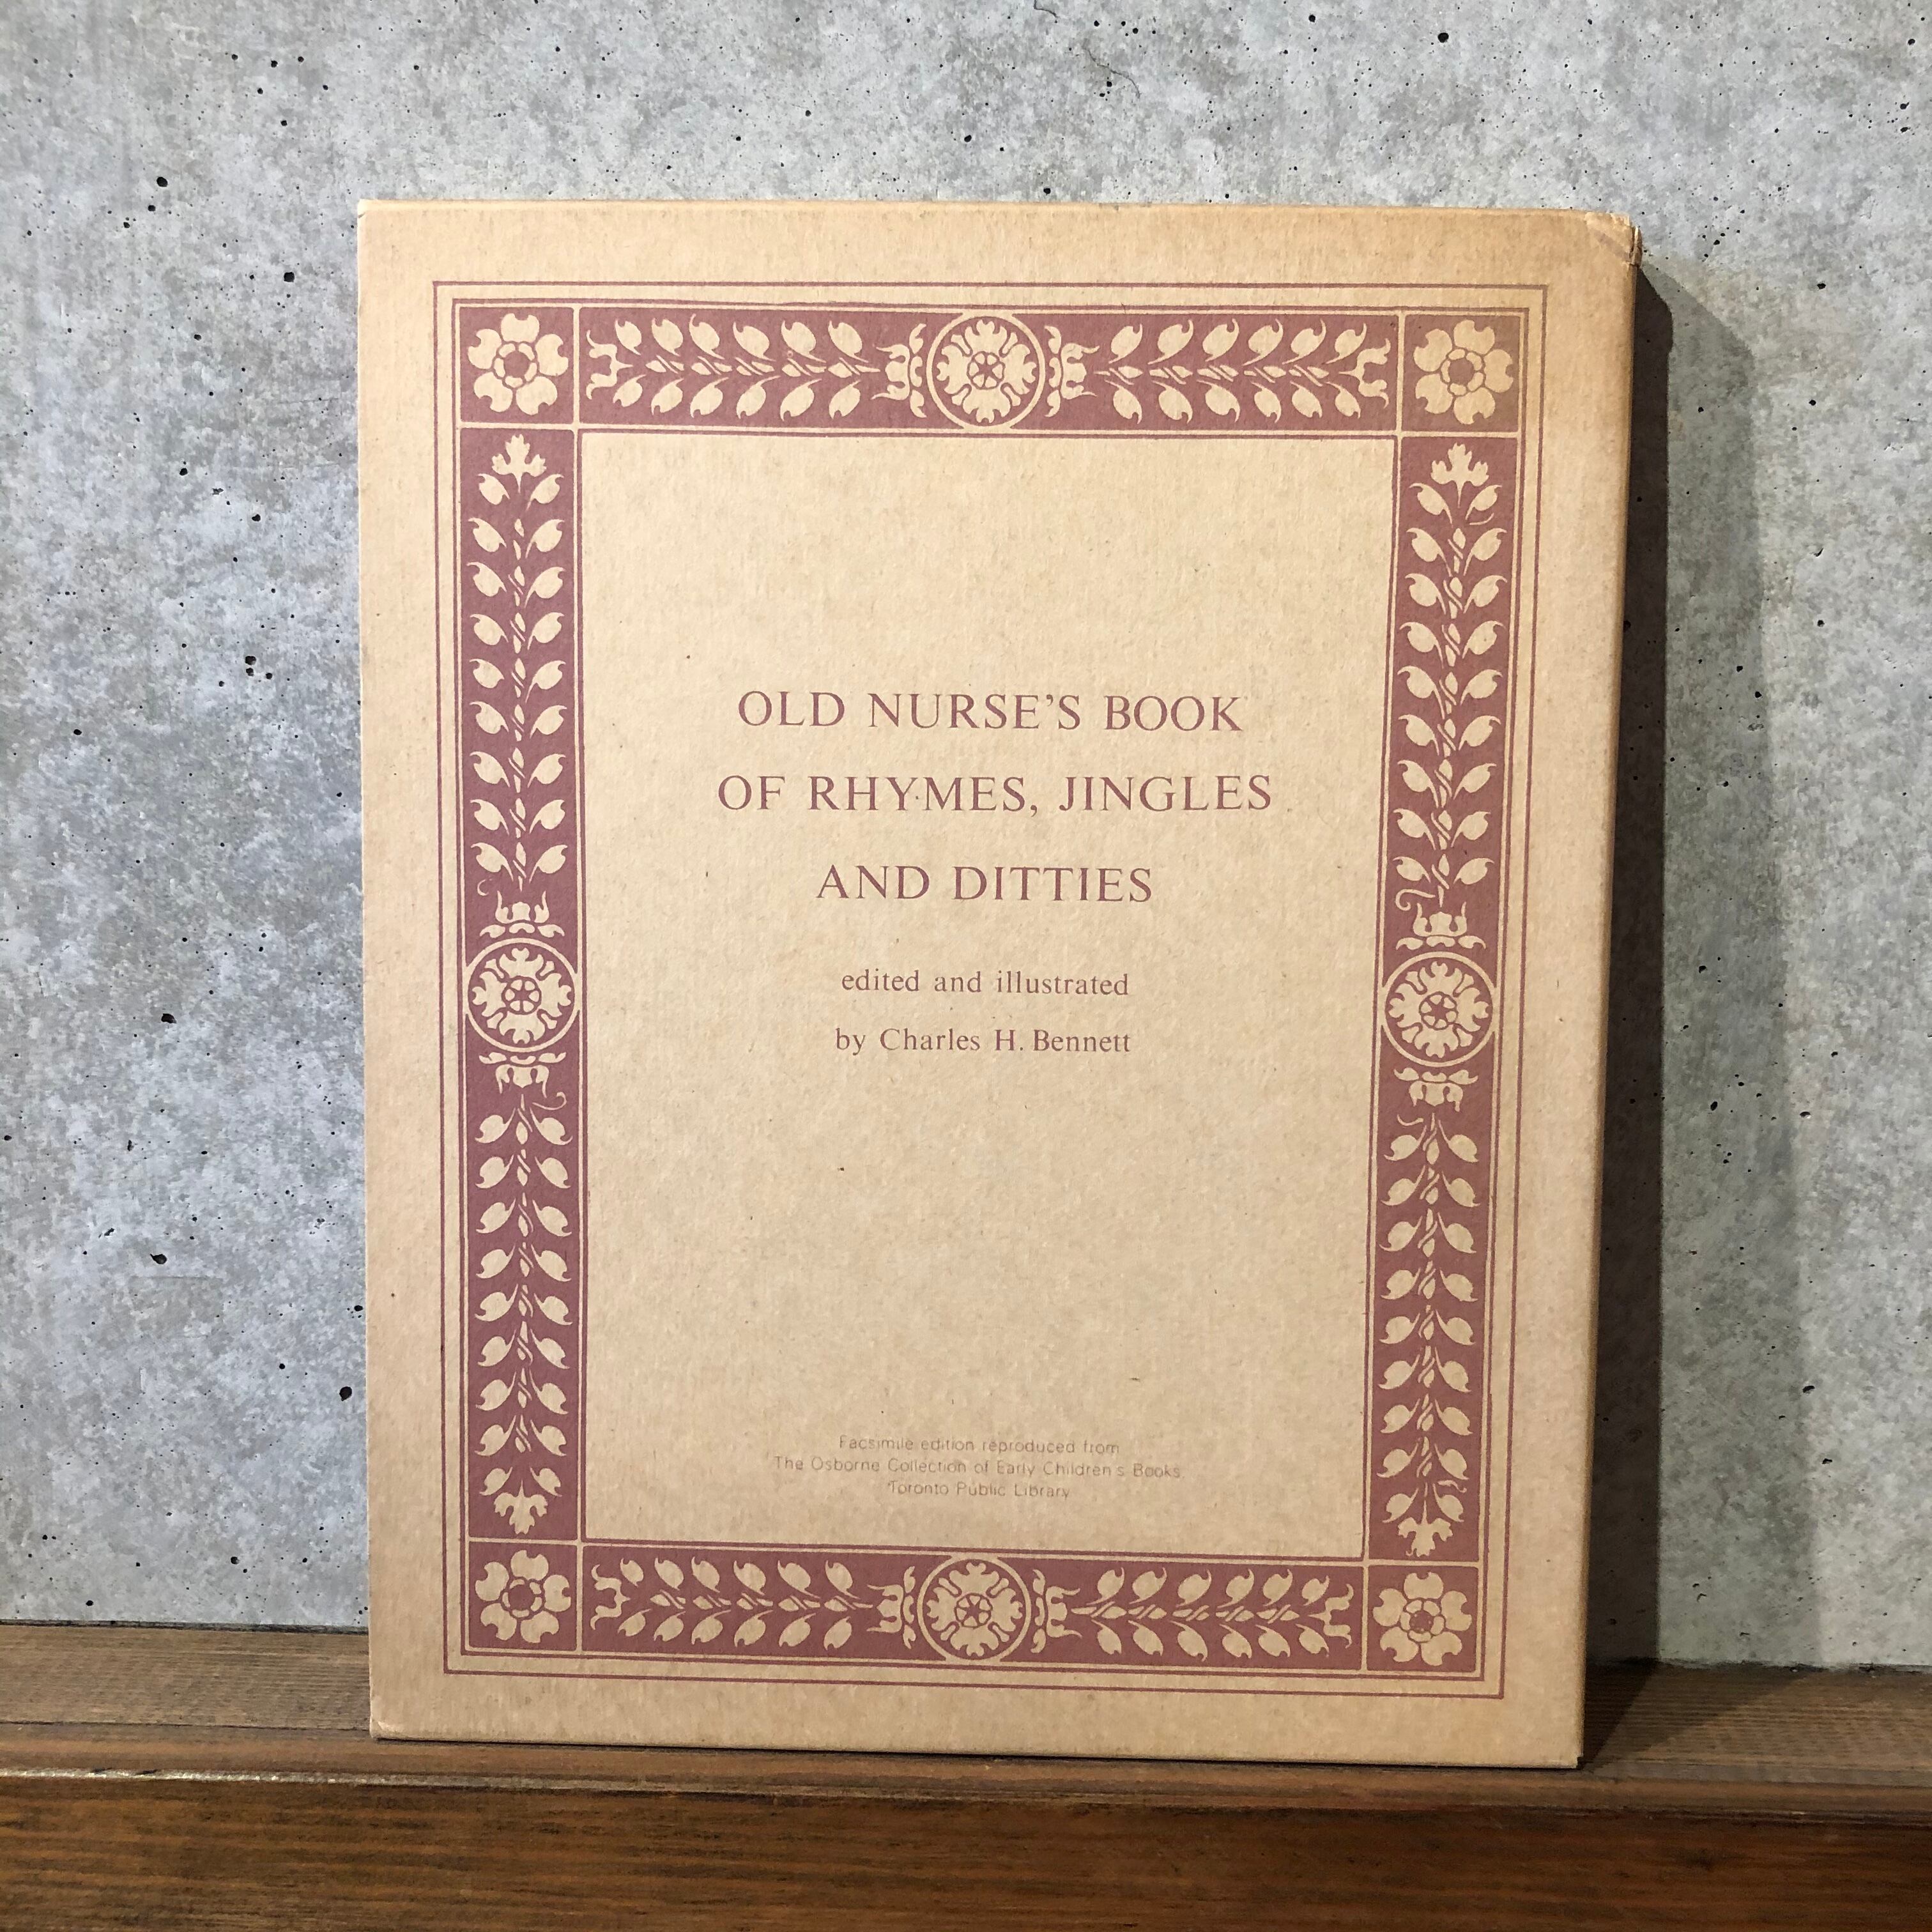 OLD NURSE'S BOOK
OF RHYMES, JINGLES
AND DITTIES
edited and illustrated
by Charles H. Bennett
Facsimile edition reproduced from
The Osborne Collection of Early Children's Books
Toronto Public Library